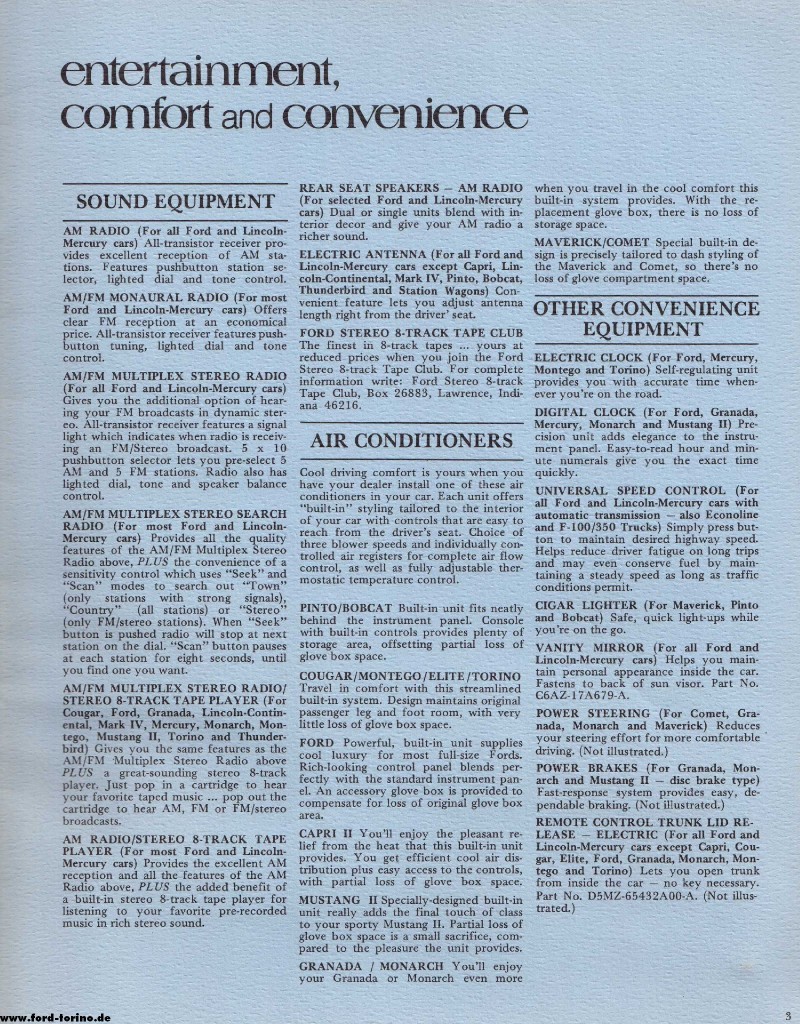 entertainment,
comfort and convenience
SOUND EQUIPMENT
AM RADIO (For all Ford and Lincoln-
Mercury cars) All-transistor receiver pro-
vides excellent reception of AM sta-
tions. Features pushbutton station se-
lector, lighted dial and tone control.
AM/FM MONAURAL RADIO (For most
Ford and Lincoln-Mercury cars) Offers
clear FM reception at an economical
price. All-transistor receiver features push-
button tuning, lighted dial and tone
control.
AM/FM MULTIPLEX STEREO RADIO
(For all Ford and Lincoln-Mercury cars)
Gives you the additional option of hear-
ing your FM broadcasts in dynamic ster-
eo. All-transistor receiver features a signal
light which indicates when radio is receiv-
ing an FM/Stereo broadcast. 5 x 10
pushbutton selector lets you pre-select 5
AM and 5 FM stations. Radio also has
lighted dial, tone and speaker balance
control.
AM/FM MULTIPLEX STEREO SEARCH
RADIO (For most Ford and Lincoln-
Mercury cars) Provides all the quality
features of the AM/FM Multiplex Stereo
Radio above, PLUS the convenience of a
sensitivity control which uses "Seek" and
"Scan" modes to search out "Town"
(only stations with strong signals),
"Country" (all stations) or "Stereo"
(only FM/stereo stations). When "Seek"
button is pushed radio will stop at next
station on the dial. "Scan" button pauses
at each station for eight seconds, until
you find one you want.
AM/FM MULTIPLEX STEREO RADIO/
STEREO 8-TRACK TAPE PLAYER (For
Cougar, Ford, Granada, Lincoln-Contin-
ental, Mark IV, Mercury, Monarch, Mon-
tego, Mustang II, Torino and Thunder-
bird) Gives you the same features as the
AM/FM Multiplex Stereo Radio above
PLUS a great-sounding stereo 8-track
player. Just pop in a cartridge to hear
your favorite taped music ... pop out the
cartridge to hear AM, FM or FM/stereo
broadcasts.
AM RADIO/STEREO 8-TRACK TAPE
PLAYER (For most Ford and Lincoln-
Mercury cars) Provides the excellent AM
reception and all the features of the AM
Radio above, PLUS the added benefit of
a built-in stereo 8-track tape player for
listening to your favorite pre-recorded
music in rich stereo sound.
REAR SEAT SPEAKERS – AM RADIO
(For selected Ford and Lincoln-Mercury
cars) Dual or single units blend with in-
terior decor and give your AM radio a
richer sound.
ELECTRIC ANTENNA (For all Ford and
Lincoln-Mercury cars except Capri, Lin-
coln-Continental, Mark IV, Pinto, Bobcat,
Thunderbird and Station Wagons) Con-
venient feature lets you adjust antenna
length right from the driver' seat.
FORD STEREO 8-TRACK TAPE CLUB
The finest in 8-track tapes ... yours at
reduced prices when you join the Ford
Stereo 8-track Tape Club. For complete
information write: Ford Stereo 8-track
Tape Club, Box 26883, Lawrence, Indi-
ana 46216.
AIR CONDITIONERS
Cool driving comfort is yours when you
have your dealer install one of these air
conditioners in your car. Each unit offers
"built-in" styling tailored to the interior
of your car with controls that are easy to
reach from the driver's seat. Choice of
three blower speeds and individually con-
trolled air registers for complete air flow
control, as well as fully adjustable ther-
mostatic temperature control.
PINTO/BOBCAT Built-in unit fits neatly
behind the instrument panel. Console
with built-in controls provides plenty of
storage area, offsetting partial loss of
glove box space.
COUGAR/MONTEGO/ELITE/TORINO
Travel in comfort with this streamlined
built-in system. Design maintains original
passenger leg and foot room, with very
little loss of glove box space.
FORD Powerful, built-in unit supplies
cool luxury for most full-size Fords.
Rich-looking control panel blends per-
fectly with the standard instrument pan-
el. An accessory glove box is provided to
compensate for loss of original glove box
area.
CAPRI II You'll enjoy the pleasant re-
lief from the heat that this built-in unit
provides. You get efficient cool air dis-
tribution plus easy access to the controls,
with partial loss of glove box space.
MUSTANG II Specially-designed built-in
unit really adds the final touch of class
to your sporty Mustang II. Partial loss of
glove box space is a small sacrifice, com-
pared to the pleasure the unit provides.
GRANADA / MONARCH You'll enjoy
your Granada or Monarch even more
when you travel in the cool comfort this
built-in system provides. With the re-
placement glove box, there is no loss of
storage space.
MAVERICK/COMET Special built-in de-
sign is precisely tailored to dash styling of
the Maverick and Comet, so there's no
loss of glove compartment space.
OTHER CONVENIENCE
EQUIPMENT
ELECTRIC CLOCK (For Ford, Mercury,
Montego and Torino) Self-regulating unit
provides you with accurate time when-
ever you're on the road.
DIGITAL CLOCK (For Ford, Granada,
Mercury, Monarch and Mustang II) Pre-
cision unit adds elegance to the instru-
ment panel. Easy-to-read hour and min-
ute numerals give you the exact time
quickly.
UNIVERSAL SPEED CONTROL (For
all Ford and Lincoln-Mercury cars with
automatic transmission – also Econoline
and F-100/350 Trucks) Simply press but-
ton to maintain desired highway speed.
Helps reduce driver fatigue on long trips
and may even conserve fuel by main-
taining a steady speed as long as traffic
conditions permit.
CIGAR LIGHTER (For Maverick, Pinto
and Bobcat) Safe, quick light-ups while
you're on the go.
VANITY MIRROR (For all Ford and
Lincoln-Mercury cars) Helps you main-
tain personal appearance inside the car.
Fastens to back of sun visor. Part No.
C6AZ-17A679-A.
POWER STEERING (For Comet, Gra-
nada, Monarch and Maverick) Reduces
your steering effort for more comfortable
driving. (Not illustrated.)
POWER BRAKES (For Granada, Mon-
arch and Mustang II – disc brake type)
Fast-response system provides easy, de-
pendable braking. (Not illustrated.)
REMOTE CONTROL TRUNK LID RE-
LEASE – ELECTRIC (For all Ford and
Lincoln-Mercury cars except Capri, Cou-
gar, Elite, Ford, Granada, Monarch, Mon-
tego and Torino) Lets you open trunk
from inside the car – no key necessary.
Part No. D5MZ-65432A00-A. (Not illus-
trated.)
www.ford-torino.de
3